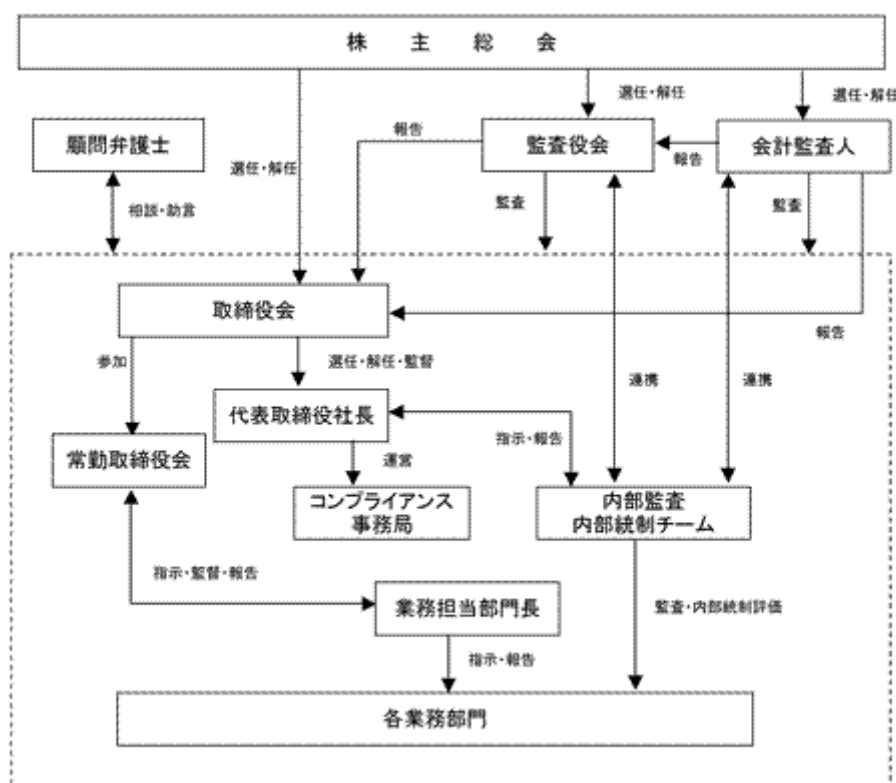 株主総会
選任・解任
選任・解任
顧問弁護士
報告
監査役会
報告
会計監査人
選任・解任
相談・助言
監査
監査
取締役会
報告
参加
選任・解任・監督
連携
連携
代表取締役社長
指示・報告
常勤取締役会
運営
コンプライアンス
事務局
内部監査
内部統制チーム
指示・監督・報告
業務担当部門長
監査・内部統制評価
指示・報告
各業務部門